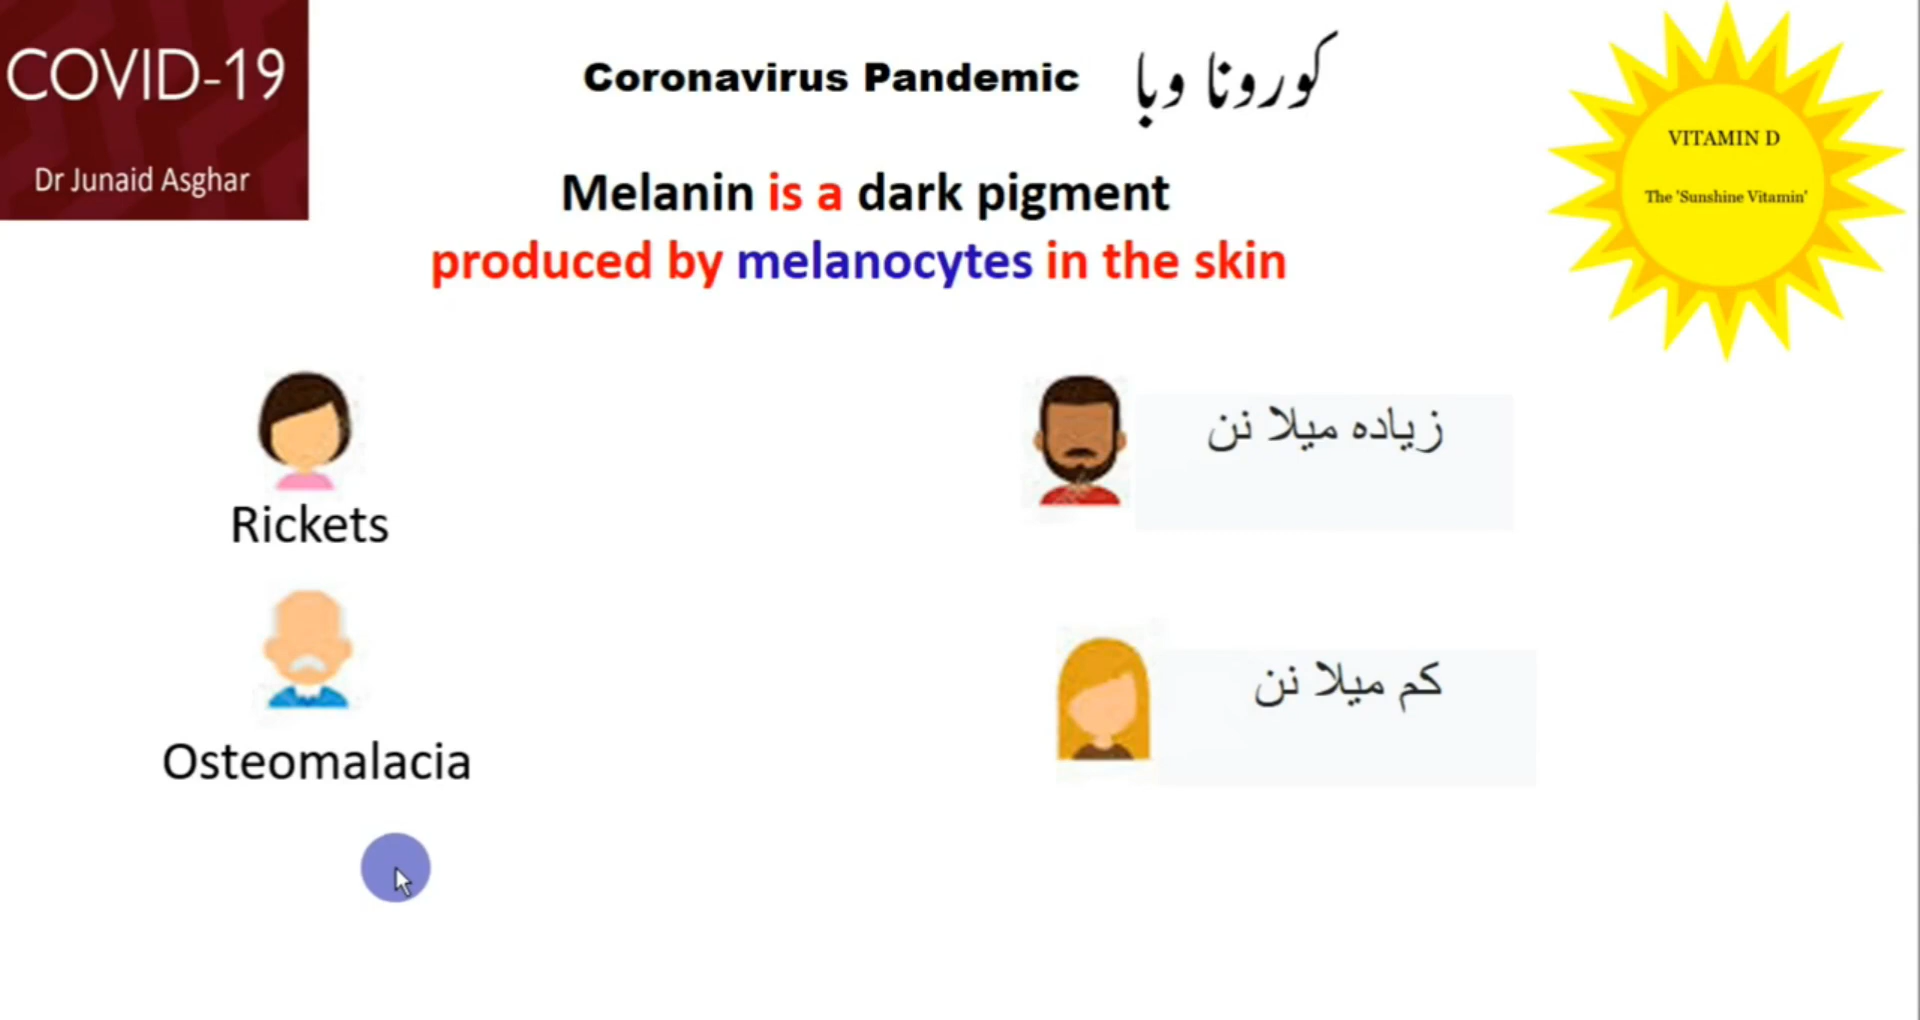 COVID-19
Dr Junaid Asghar
Coronavirus Pandemic کورونا وبا
Melanin is a dark pigment
produced by melanocytes in the skin
VITAMIN D
The 'Sunshine Vitamin'
Rickets
زیادہ میلا نن
Osteomalacia
کم میلا نن